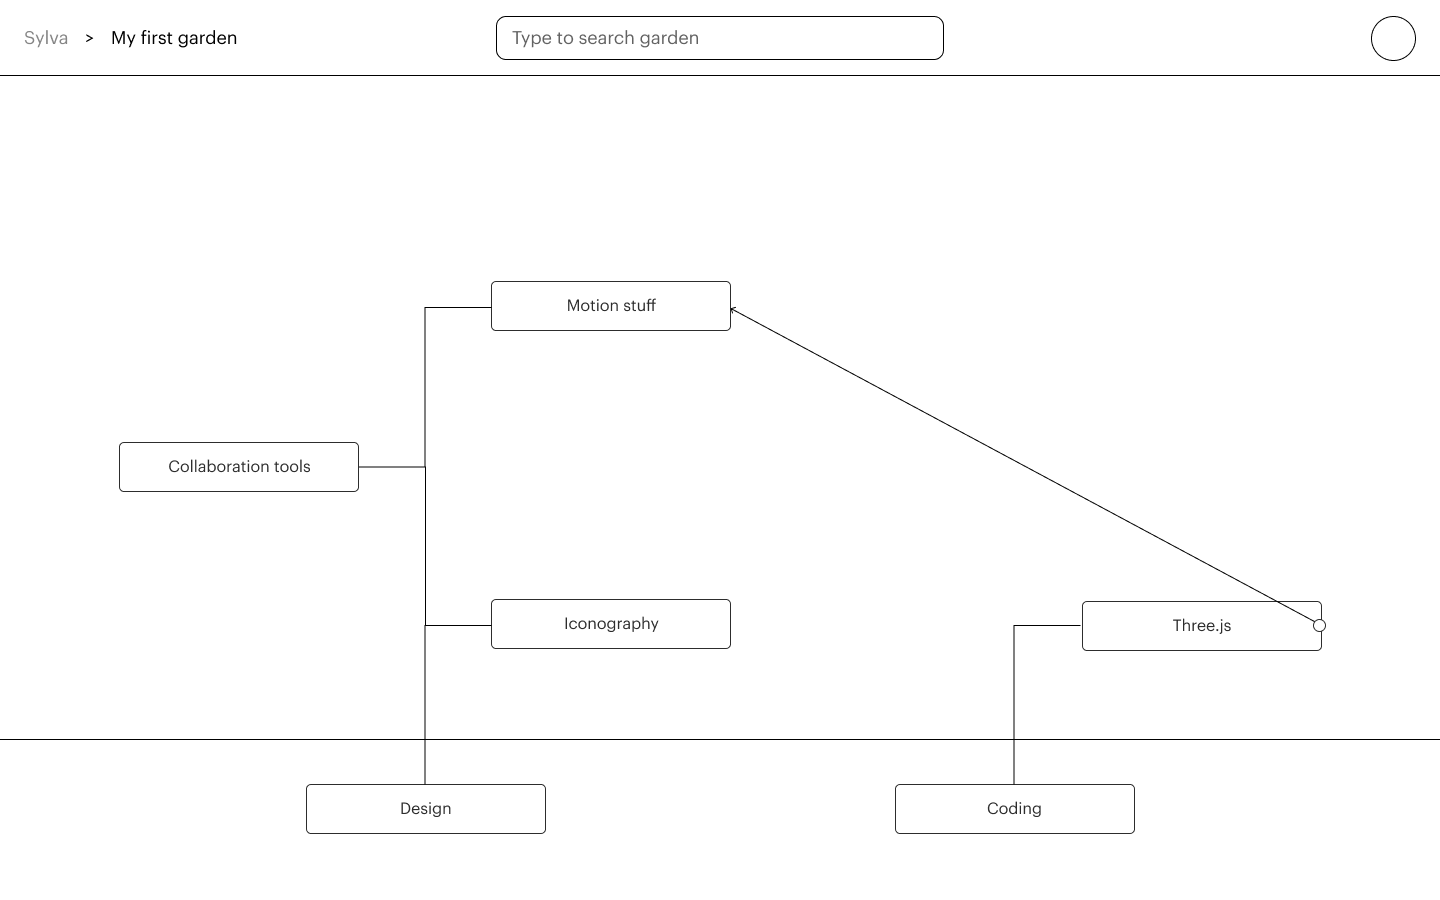 Sylva > My first garden
Type to search garden
Motion stuff
Collaboration tools
Iconography
Three.js
Design
Coding